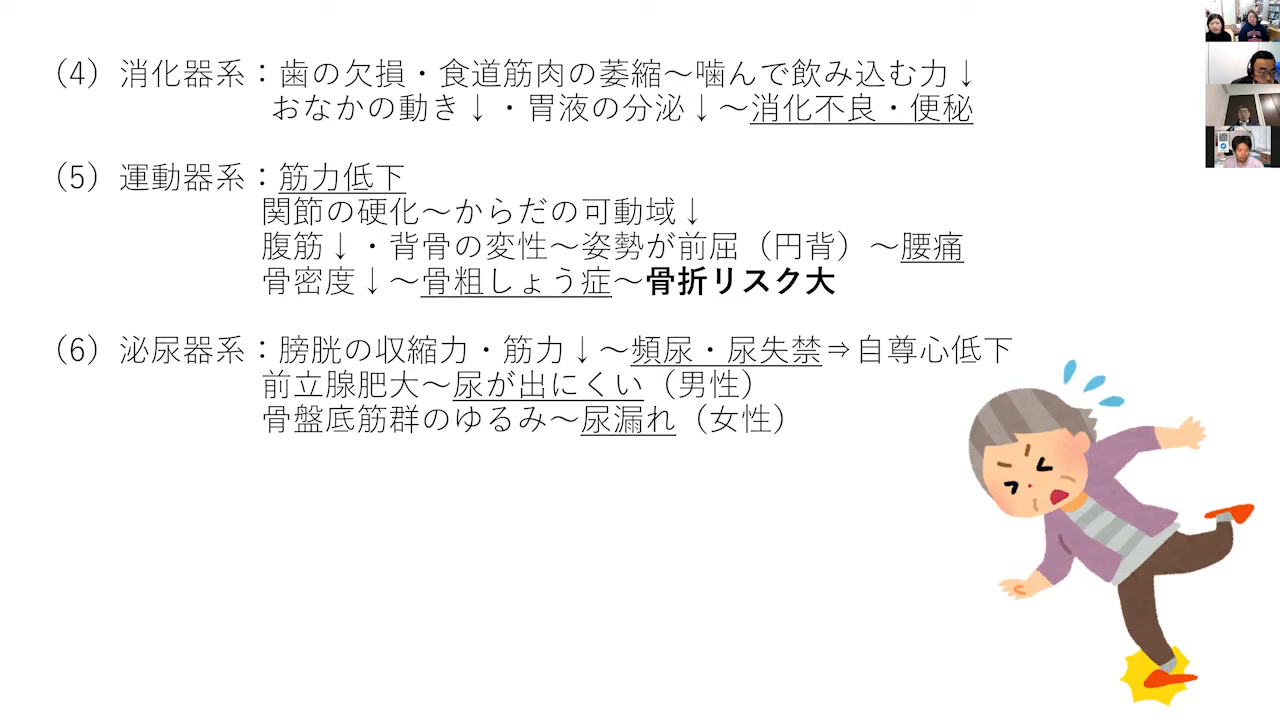 （4）消化器系：歯の欠損・食道筋肉の萎縮～噛んで飲み込む力↓
おなかの動き↓・胃液の分泌↓～消化不良・便秘
（5）運動器系：筋力低下
関節の硬化～からだの可動域↓
腹筋↓・背骨の変性～姿勢が前屈（円背）～腰痛
骨密度↓～骨粗しょう症～骨折リスク大
（6）泌尿器系：膀胱の収縮力・筋力↓～頻尿・尿失禁⇒自尊心低下
前立腺肥大～尿が出にくい（男性）
骨盤底筋群のゆるみ～尿漏れ（女性）